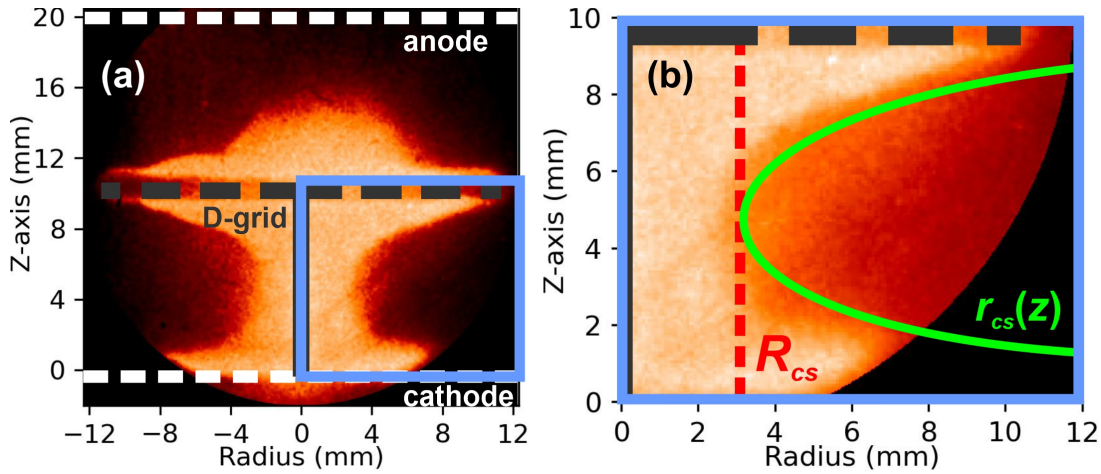 20
16
12
8
4
0
Z-axis (mm)
(a)
anode
D-grid
cathode
−12
−8
−4
0
4
8
12
Radius (mm)
10
8
6
4
2
0
Z-axis (mm)
(b)
R_cs
r_cs(z)
0
2
4
6
8
10
12
Radius (mm)